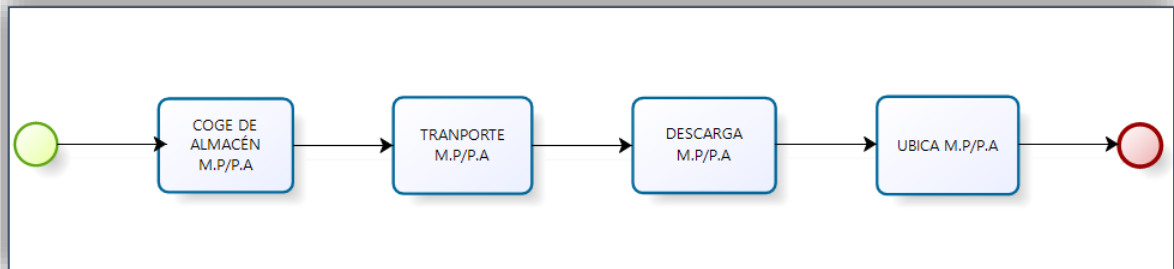 COGE DE
ALMACÉN
M.P/P.A
TRANPORTE
M.P/P.A
DESCARGA
M.P/P.A
UBICA M.P/P.A